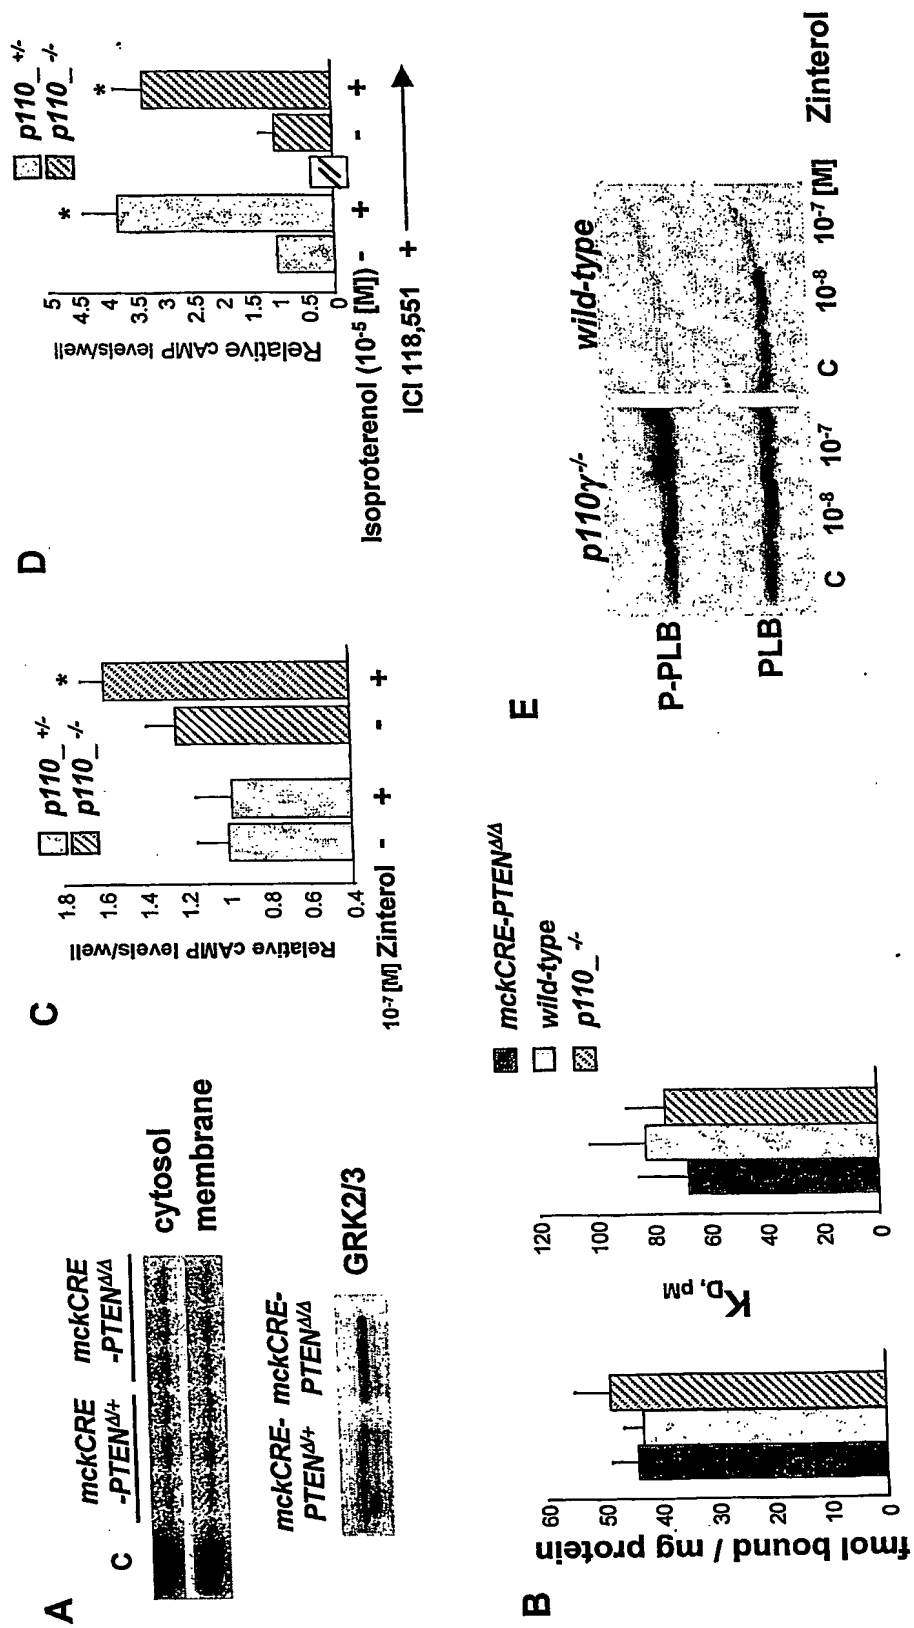 A
mckCRE
-PTENΔ/+
mckCRE
-PTENΔ/Δ
C
cytosol
membrane
mckCRE-
PTENΔ/+
mckCRE-
PTENΔ/Δ
GRK2/3
B
fmol bound / mg protein
60
50
40
30
20
10
0
KD, pM
120
100
80
60
40
20
0
mckCRE-PTENΔ/Δ
wild-type
p110_-/-
C
p110_+/-
p110_-/-
Relative cAMP levels/well
1.8
1.6
1.4
1.2
1
0.8
0.6
0.4
*
10-7 [M] Zinterol - + - +
D
p110_+/-
p110_-/-
Relative cAMP levels/well
5
4.5
4
3.5
3
2.5
2
1.5
1
0.5
0
* *
Isoproterenol (10-5 [M]) - + - +
ICI 118,551 +
E
p110γ-/-
wild-type
P-PLB
PLB
C 10-8 10-7 C 10-8 10-7 [M] Zinterol